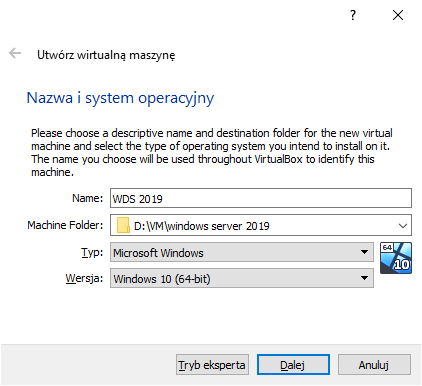 ?
Utwórz wirtualną maszynę
Nazwa i system operacyjny
Please choose a descriptive name and destination folder for the new virtual
machine and select the type of operating system you intend to install on it.
The name you choose will be used throughout VirtualBox to identify this
machine.
Name: WDS 2019
Machine Folder: D:\VM\windows server 2019
Typ: Microsoft Windows
64
Wersja: Windows 10 (64-bit)
10
Tryb eksperta Dalej Anuluj